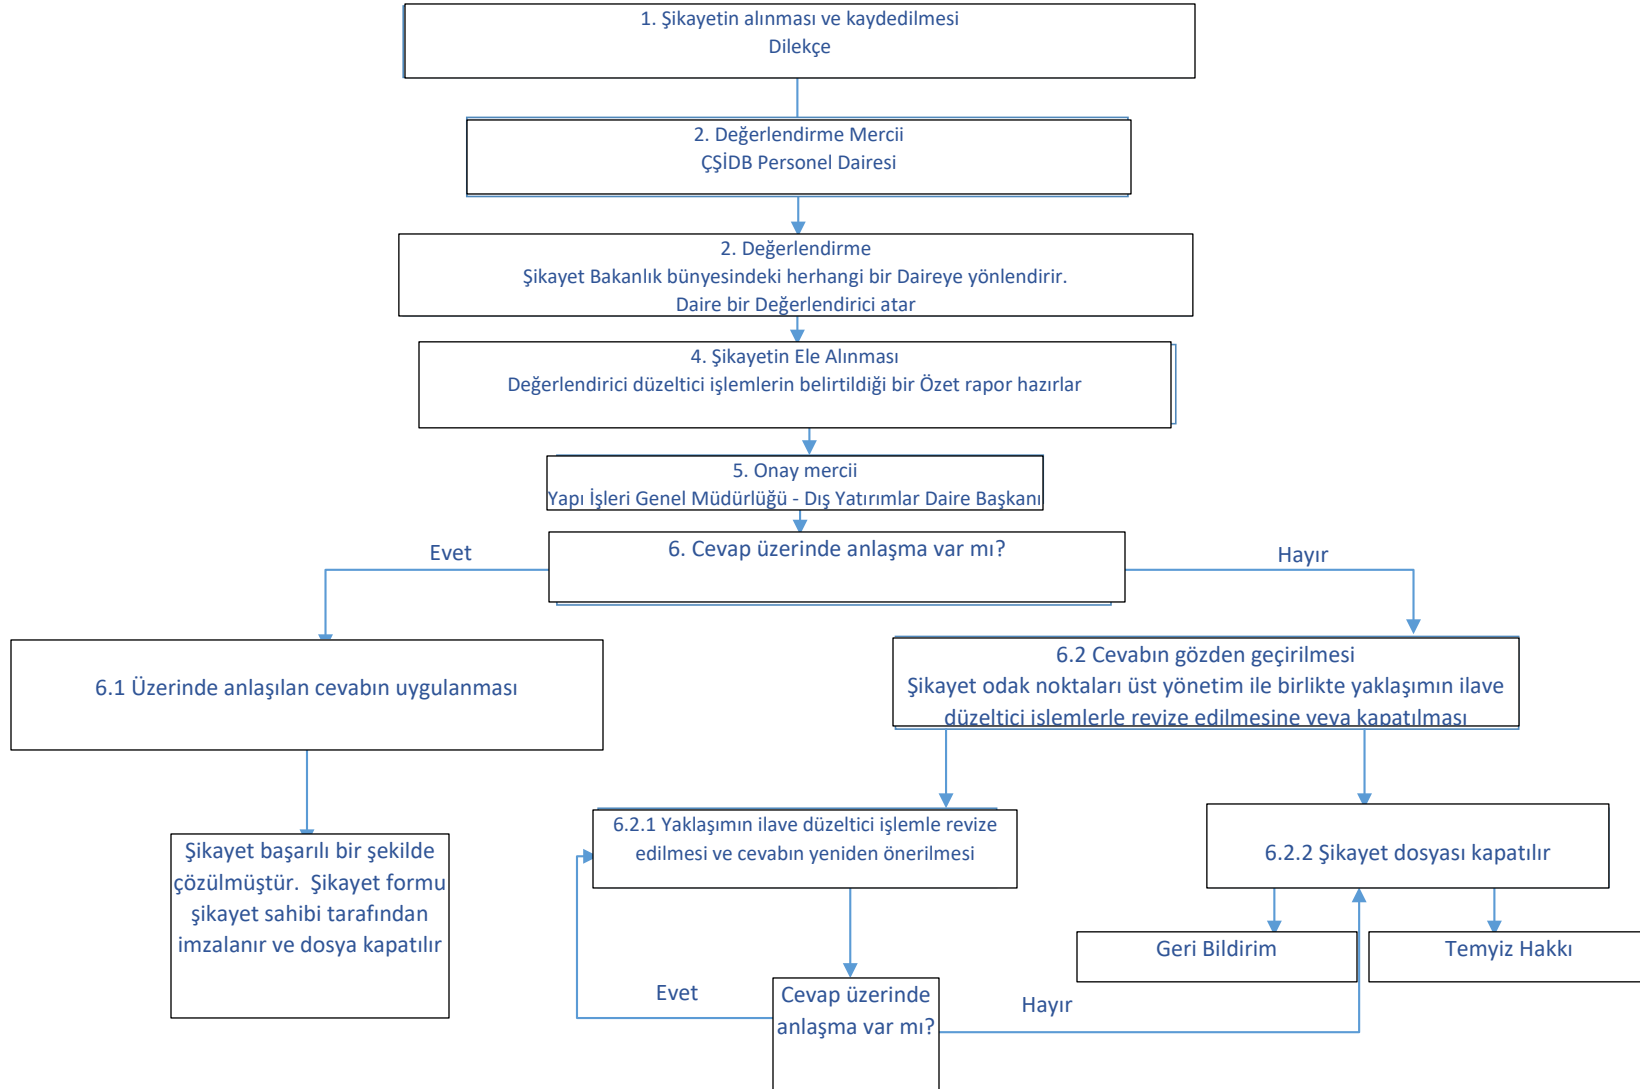 1. Şikayetin alınması ve kaydedilmesi
Dilekçe
2. Değerlendirme Mercii
ÇŞİDB Personel Dairesi
2. Değerlendirme
Şikayet Bakanlık bünyesindeki herhangi bir Daireye yönlendirir.
Daire bir Değerlendirici atar
4. Şikayetin Ele Alınması
Değerlendirici düzeltici işlemlerin belirtildiği bir Özet rapor hazırlar
5. Onay mercii
Yapı İşleri Genel Müdürlüğü - Dış Yatırımlar Daire Başkanı
6. Cevap üzerinde anlaşma var mı?
Evet
Hayır
6.1 Üzerinde anlaşılan cevabın uygulanması
6.2 Cevabın gözden geçirilmesi
Şikayet odak noktaları üst yönetim ile birlikte yaklaşımın ilave
düzeltici işlemlerle revize edilmesine veya kapatılması
Şikayet başarılı bir şekilde
çözülmüştür. Şikayet formu
şikayet sahibi tarafından
imzalanır ve dosya kapatılır
6.2.1 Yaklaşımın ilave düzeltici işlemle revize
edilmesi ve cevabın yeniden önerilmesi
6.2.2 Şikayet dosyası kapatılır
Geri Bildirim
Temyiz Hakkı
Evet
Cevap üzerinde
anlaşma var mı?
Hayır